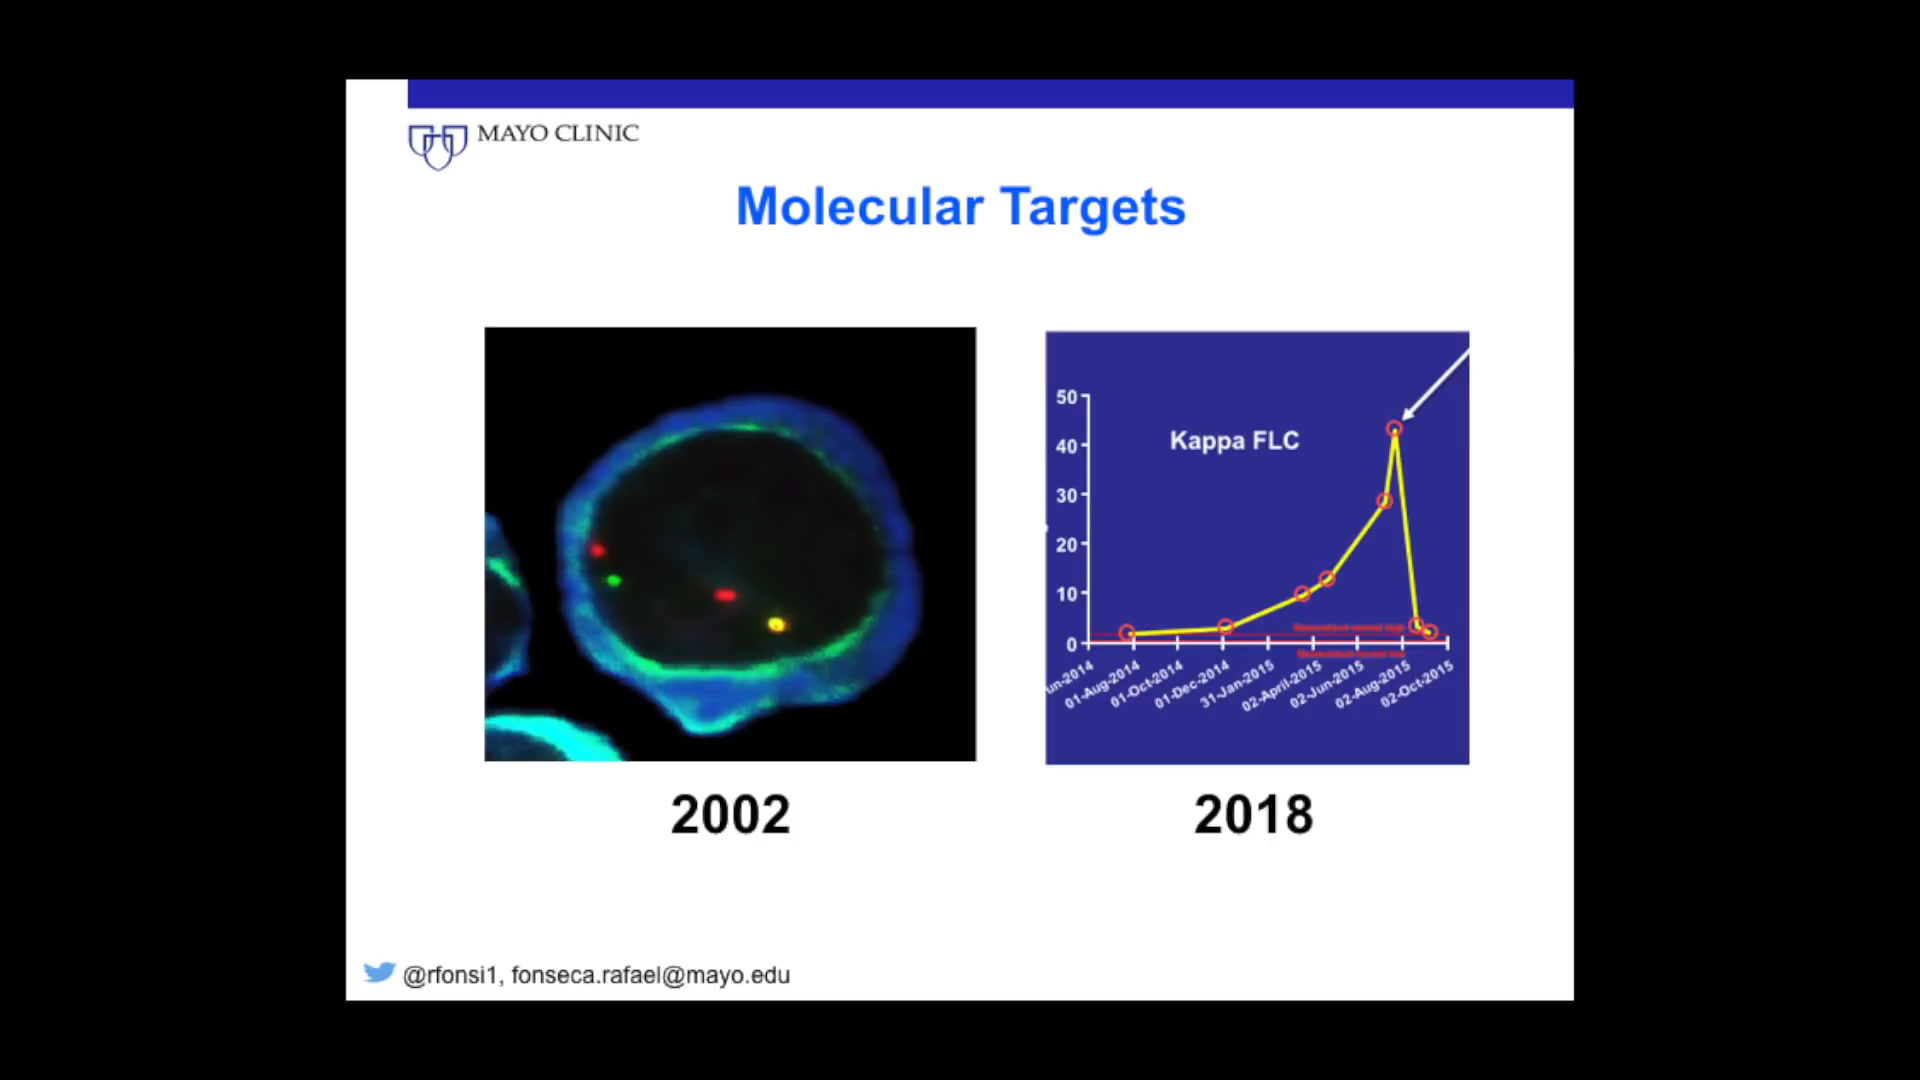 MAYO CLINIC
Molecular Targets
50
Kappa FLC
40
30
20
10
0
un-2014
01-Aug-2014
01-Oct-2014
01-Dec-2014
31-Jan-2015
02-April-2015
02-Jun-2015
02-Aug-2015
02-Oct-2015
2002
2018
@rfonsi1, fonseca.rafael@mayo.edu